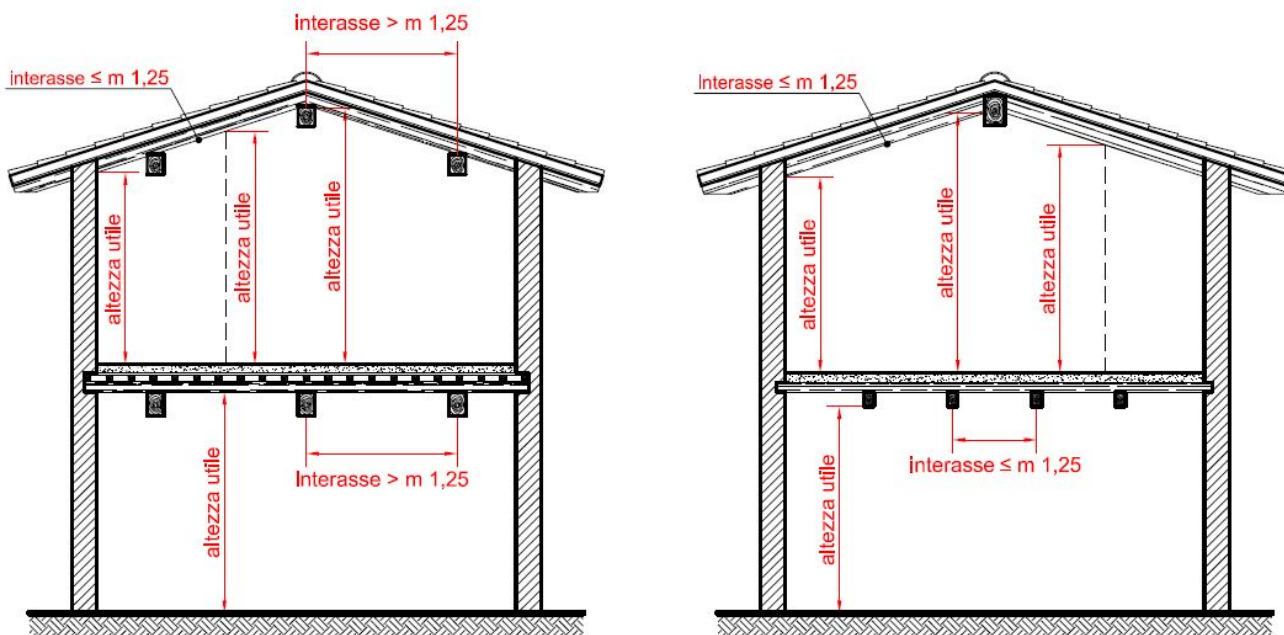 interasse > m 1,25
interasse ≤ m 1,25
altezza utile
altezza utile
altezza utile
altezza utile
Interasse > m 1,25
Interasse ≤ m 1,25
altezza utile
altezza utile
altezza utile
altezza utile
interasse ≤ m 1,25